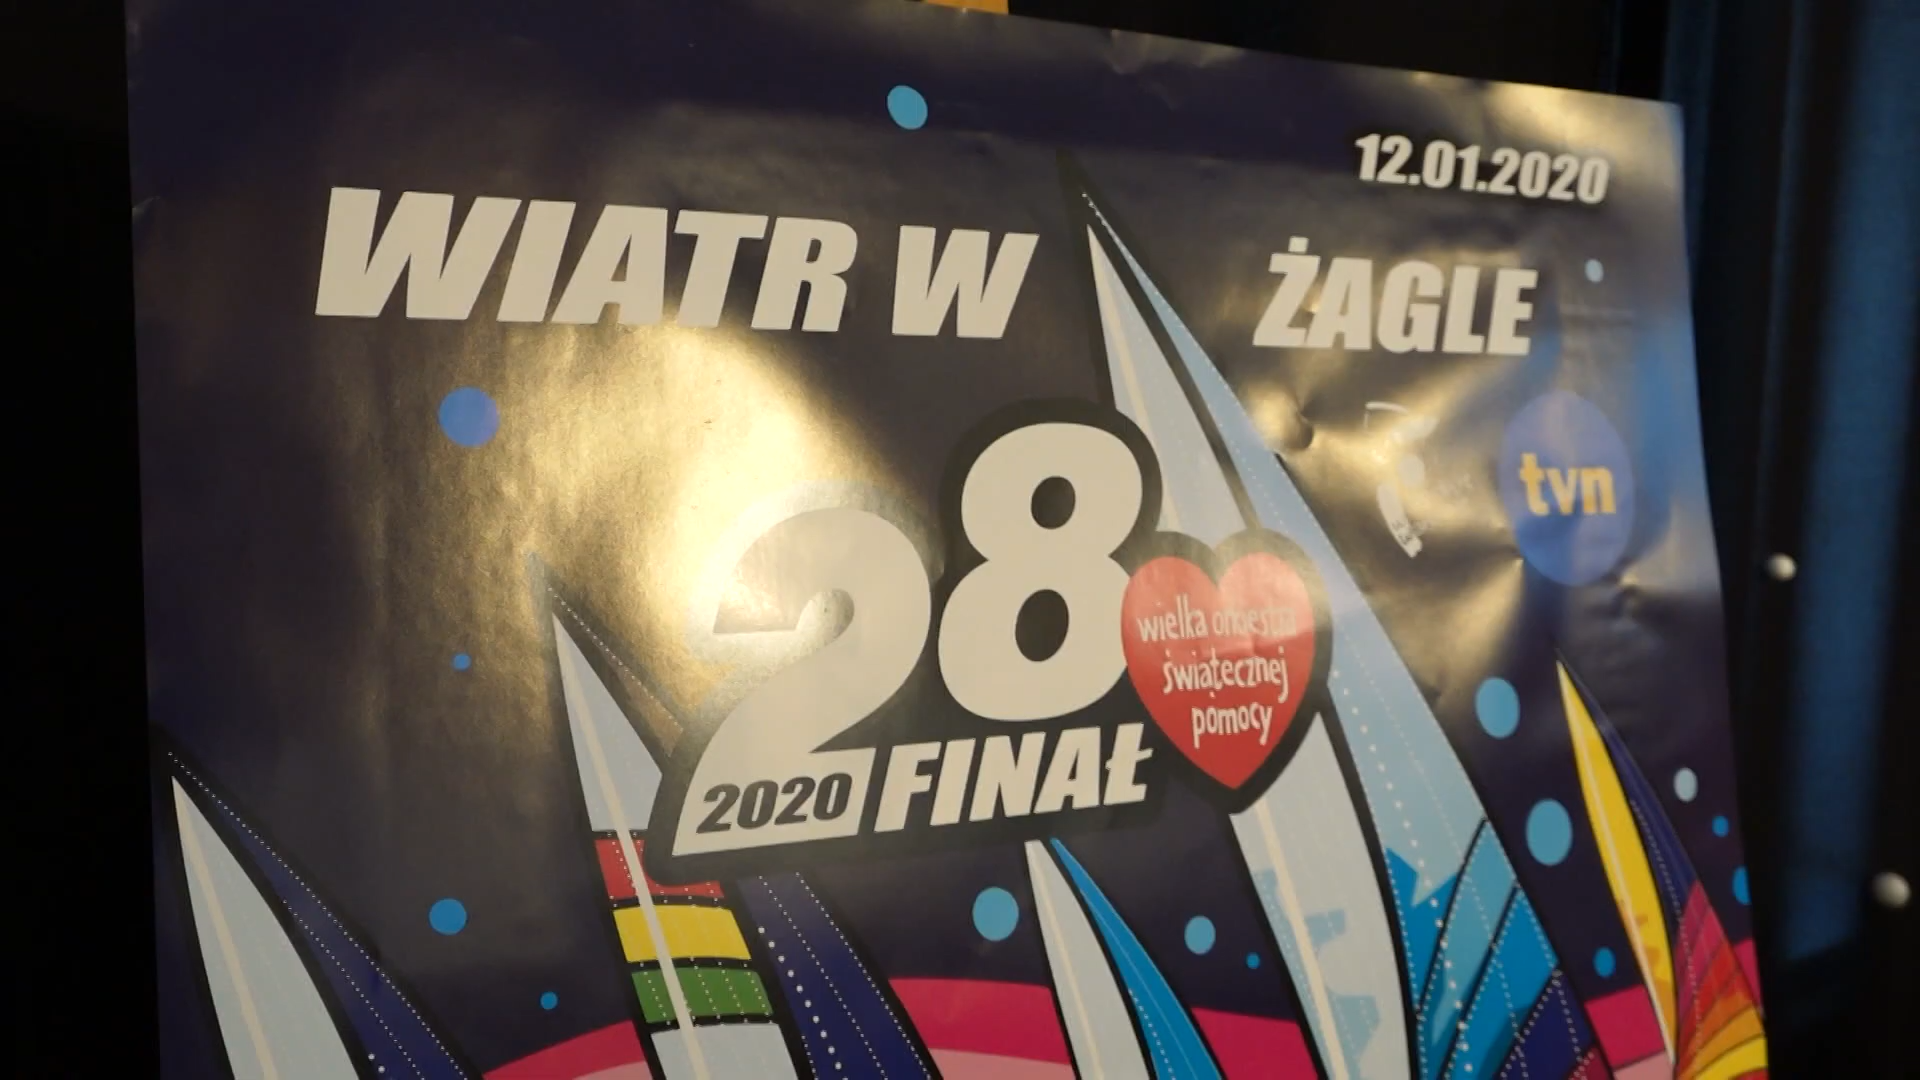 12.01.2020
WIATR W ŻAGLE
tvn
28
wielka orkiestra
świątecznej
pomocy
2020 FINAŁ